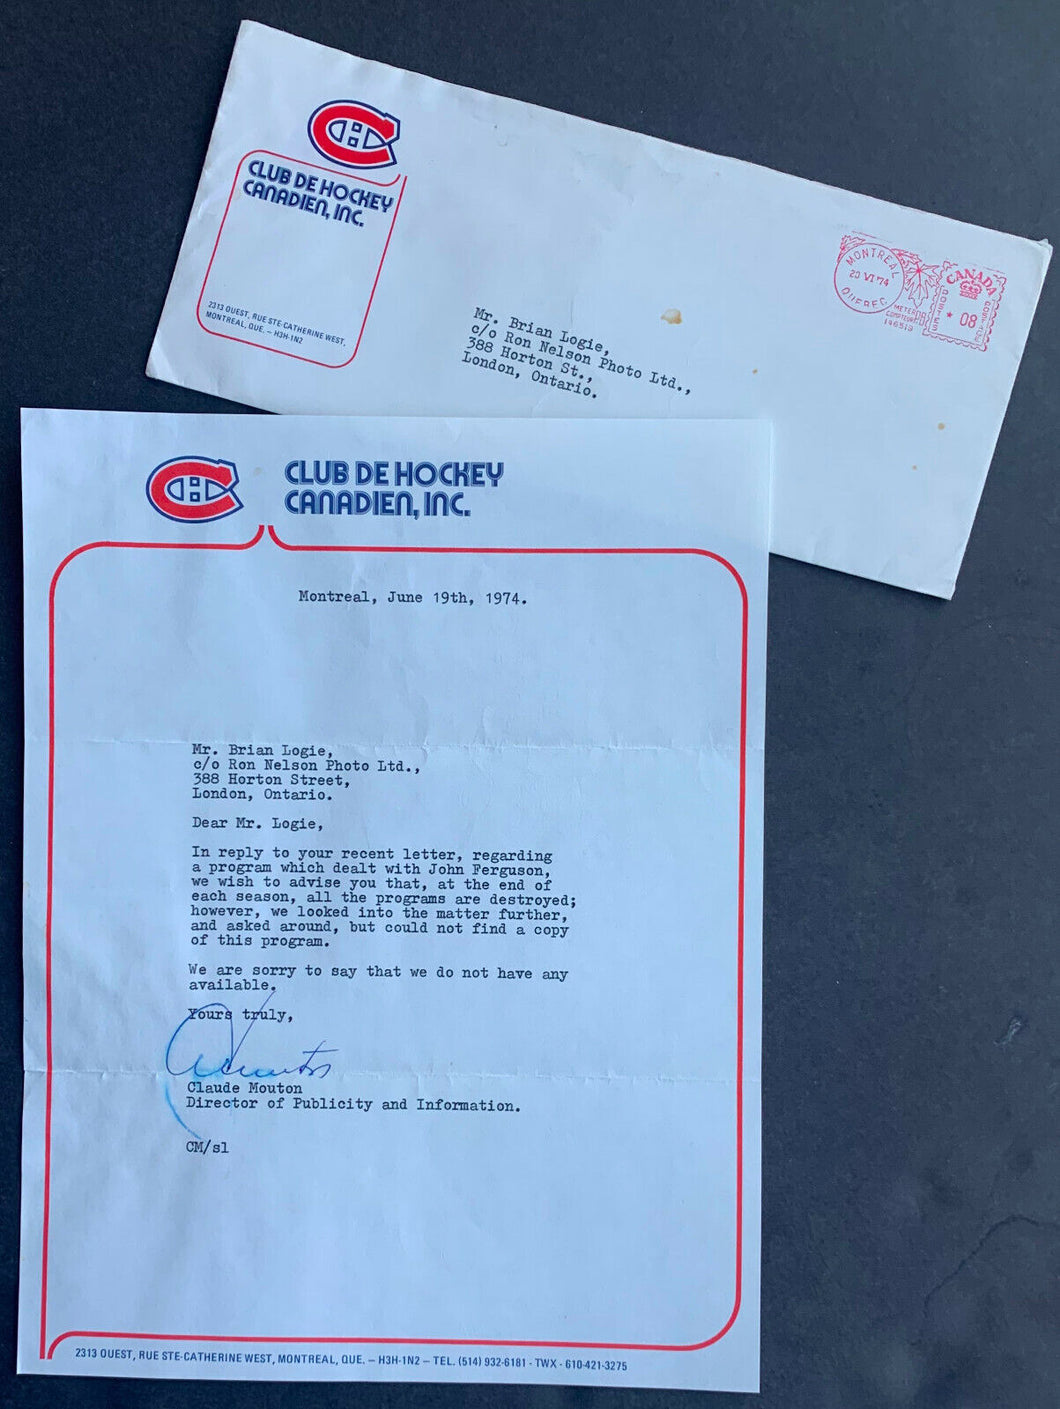 CLUB DE HOCKEY
CANADIEN, INC.
2313 OUEST, RUE STE-CATHERINE WEST,
MONTREAL, QUE. — H3H-1N2
MONTREAL
20 VI '74
QUEBEC
CANADA
08
Mr. Brian Logie,
c/o Ron Nelson Photo Ltd.,
388 Horton St.,
London, Ontario.
CLUB DE HOCKEY
CANADIEN, INC.
Montreal, June 19th, 1974.
Mr. Brian Logie,
c/o Ron Nelson Photo Ltd.,
388 Horton Street,
London, Ontario.
Dear Mr. Logie,
In reply to your recent letter, regarding
a program which dealt with John Ferguson,
we wish to advise you that, at the end of
each season, all the programs are destroyed;
however, we looked into the matter further,
and asked around, but could not find a copy
of this program.
We are sorry to say that we do not have any
available.
Yours truly,
Claude Mouton
Director of Publicity and Information.
CM/sl
2313 OUEST, RUE STE-CATHERINE WEST, MONTREAL, QUE. — H3H-1N2 — TEL. (514) 932-6181 - TWX - 610-421-3275